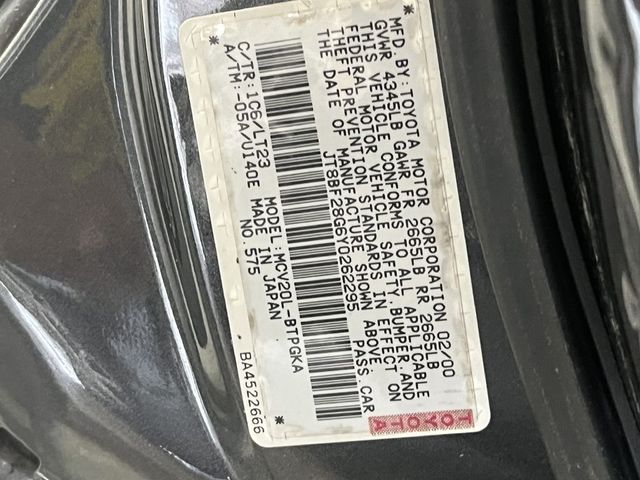 MFD. BY: TOYOTA MOTOR CORPORATION 02/00
GVWR 4345LB GAWR FR 2665LB RR 2665LB
THIS VEHICLE CONFORMS TO ALL APPLICABLE
FEDERAL MOTOR VEHICLE SAFETY, BUMPER, AND
THEFT PREVENTION STANDARDS IN EFFECT ON
THE DATE OF MANUFACTURE SHOWN ABOVE.
* JT8BF28G6Y0262295 PASS. CAR
TOYOTA
C/TR: 1C6/LT23 MODEL: MCV20L-BTPGKA *
A/TM: -05A/U140E MADE IN JAPAN
NO. 575
BA4522666